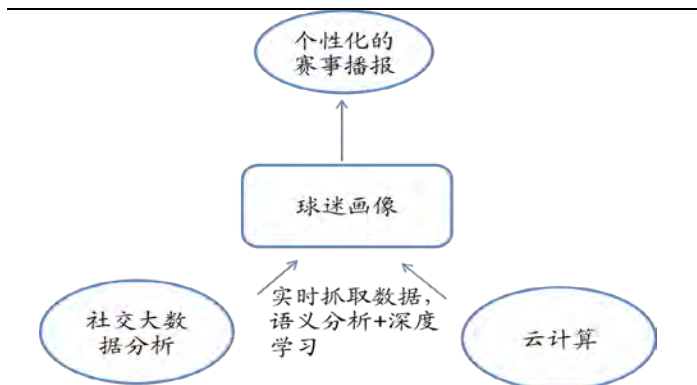 个性化的
赛事播报
球迷画像
实时抓取数据，
语义分析+深度
学习
社交大数
据分析
云计算